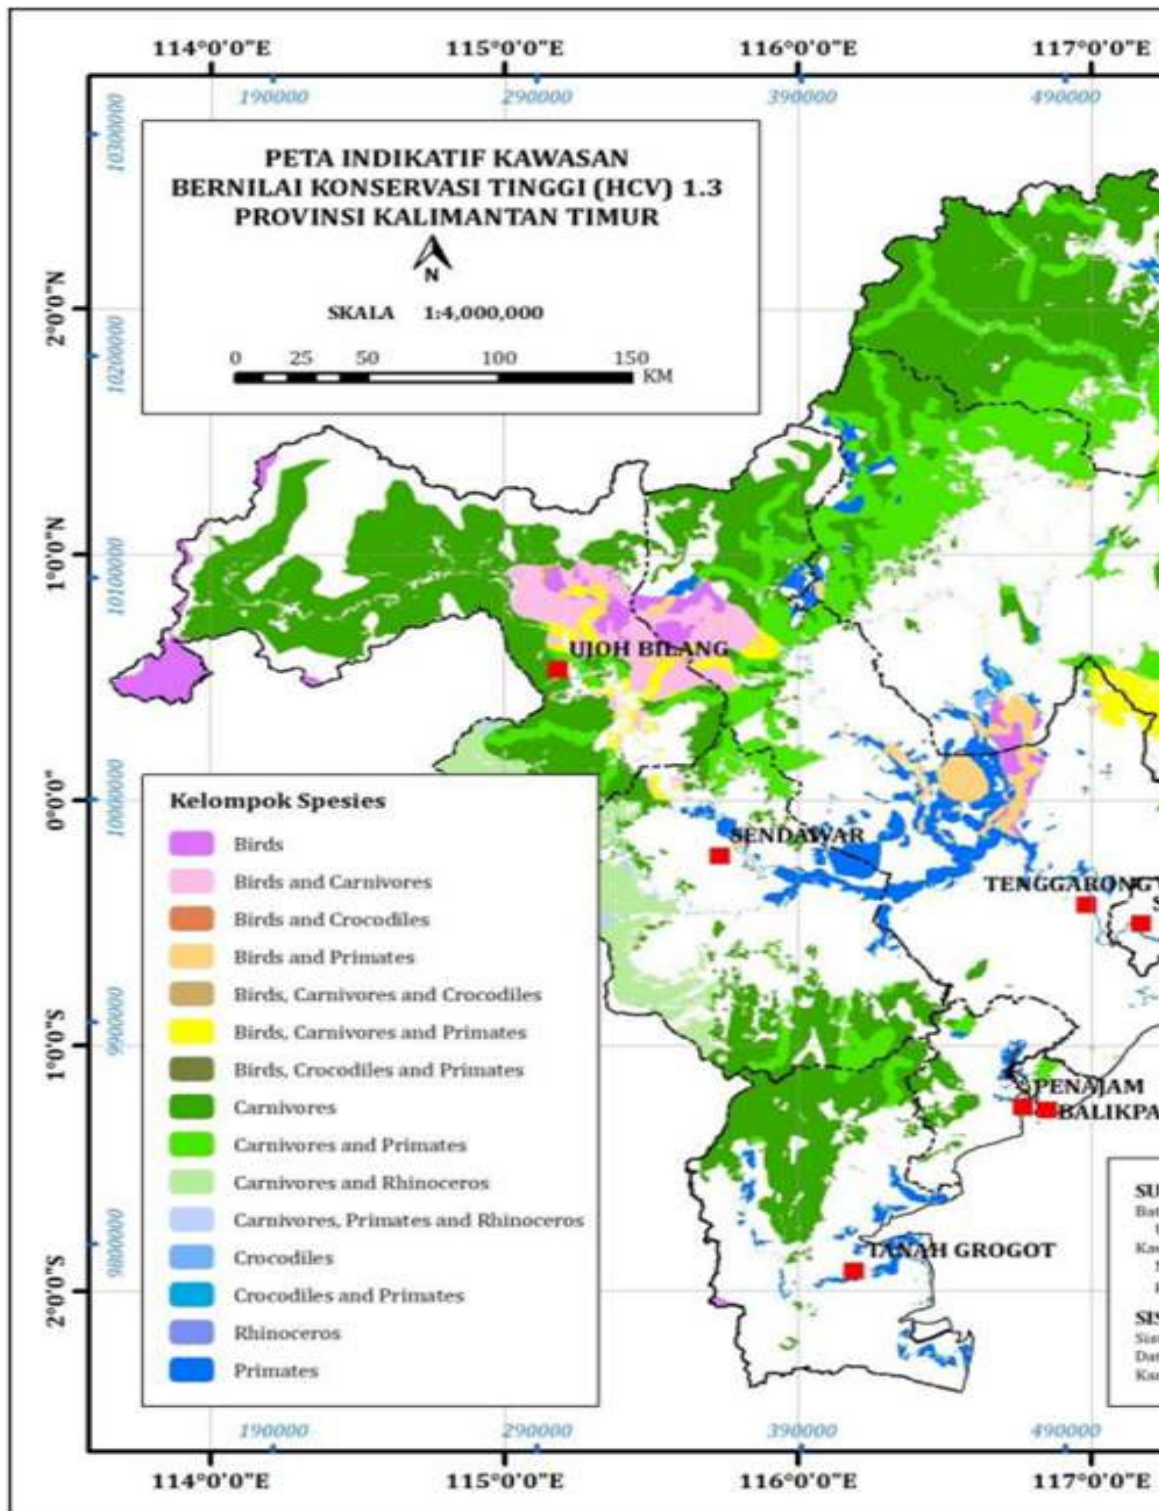 114°0'0"E 115°0'0"E 116°0'0"E 117°0'0"E
190000 290000 390000 490000
10300000
PETA INDIKATIF KAWASAN
BERNILAI KONSERVASI TINGGI (HCV) 1.3
PROVINSI KALIMANTAN TIMUR
N
SKALA 1:4,000,000
0 25 50 100 150
KM
2°0'0"N
10200000
1°0'0"N
10100000
UJOH BILANG
0°0'0"
10000000
SENDAWAR
TENGGARONG
S
Kelompok Spesies
Birds
Birds and Carnivores
Birds and Crocodiles
Birds and Primates
Birds, Carnivores and Crocodiles
Birds, Carnivores and Primates
Birds, Crocodiles and Primates
Carnivores
Carnivores and Primates
Carnivores and Rhinoceros
Carnivores, Primates and Rhinoceros
Crocodiles
Crocodiles and Primates
Rhinoceros
Primates
9900000
1°0'0"S
PENAJAM
BALIKPA
9800000
2°0'0"S
TANAH GROGOT
SU
Bat
SIS
Sis
Dat
190000 290000 390000 490000
114°0'0"E 115°0'0"E 116°0'0"E 117°0'0"E